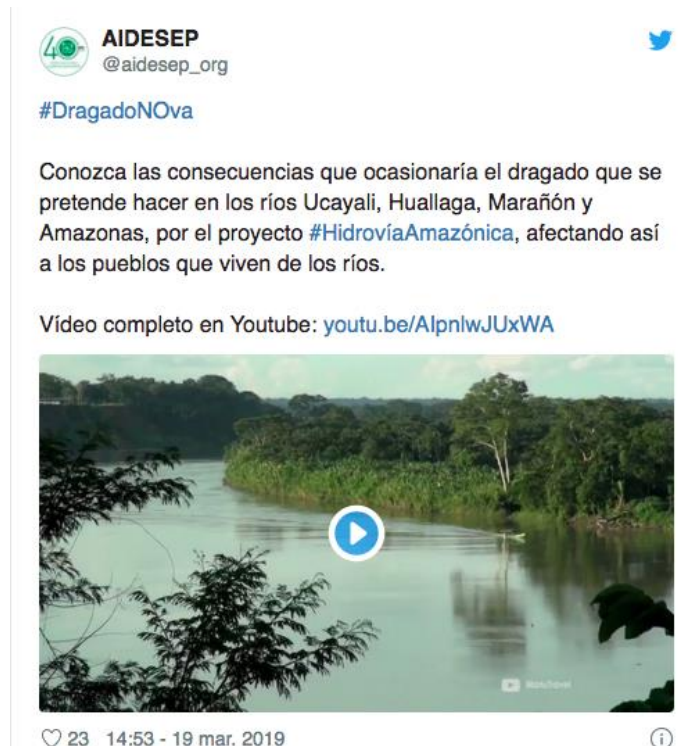 AIDESEP
@aidesep_org
#DragadoNOva
Conozca las consecuencias que ocasionaría el dragado que se
pretende hacer en los ríos Ucayali, Huallaga, Marañón y
Amazonas, por el proyecto #HidrovíaAmazónica, afectando así
a los pueblos que viven de los ríos.
Vídeo completo en Youtube: youtu.be/AIpnlwJUxWA
23 14:53 - 19 mar. 2019